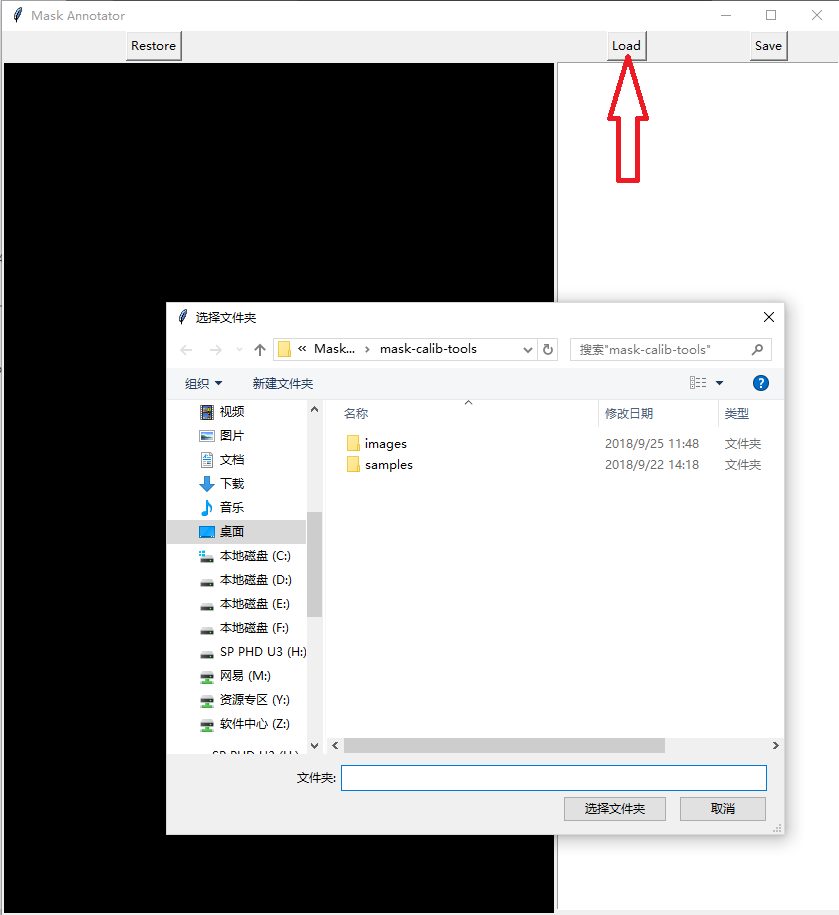 Mask Annotator
Restore Load Save
选择文件夹
« Mask... › mask-calib-tools 搜索"mask-calib-tools"
组织 新建文件夹
名称 修改日期 类型
视频
图片
文档
下载
音乐
桌面
本地磁盘 (C:)
本地磁盘 (D:)
本地磁盘 (E:)
本地磁盘 (F:)
SP PHD U3 (H:)
网易 (M:)
资源专区 (Y:)
软件中心 (Z:)
SP PHD U3 (H:)
images 2018/9/25 11:48 文件夹
samples 2018/9/22 14:18 文件夹
文件夹:
选择文件夹 取消